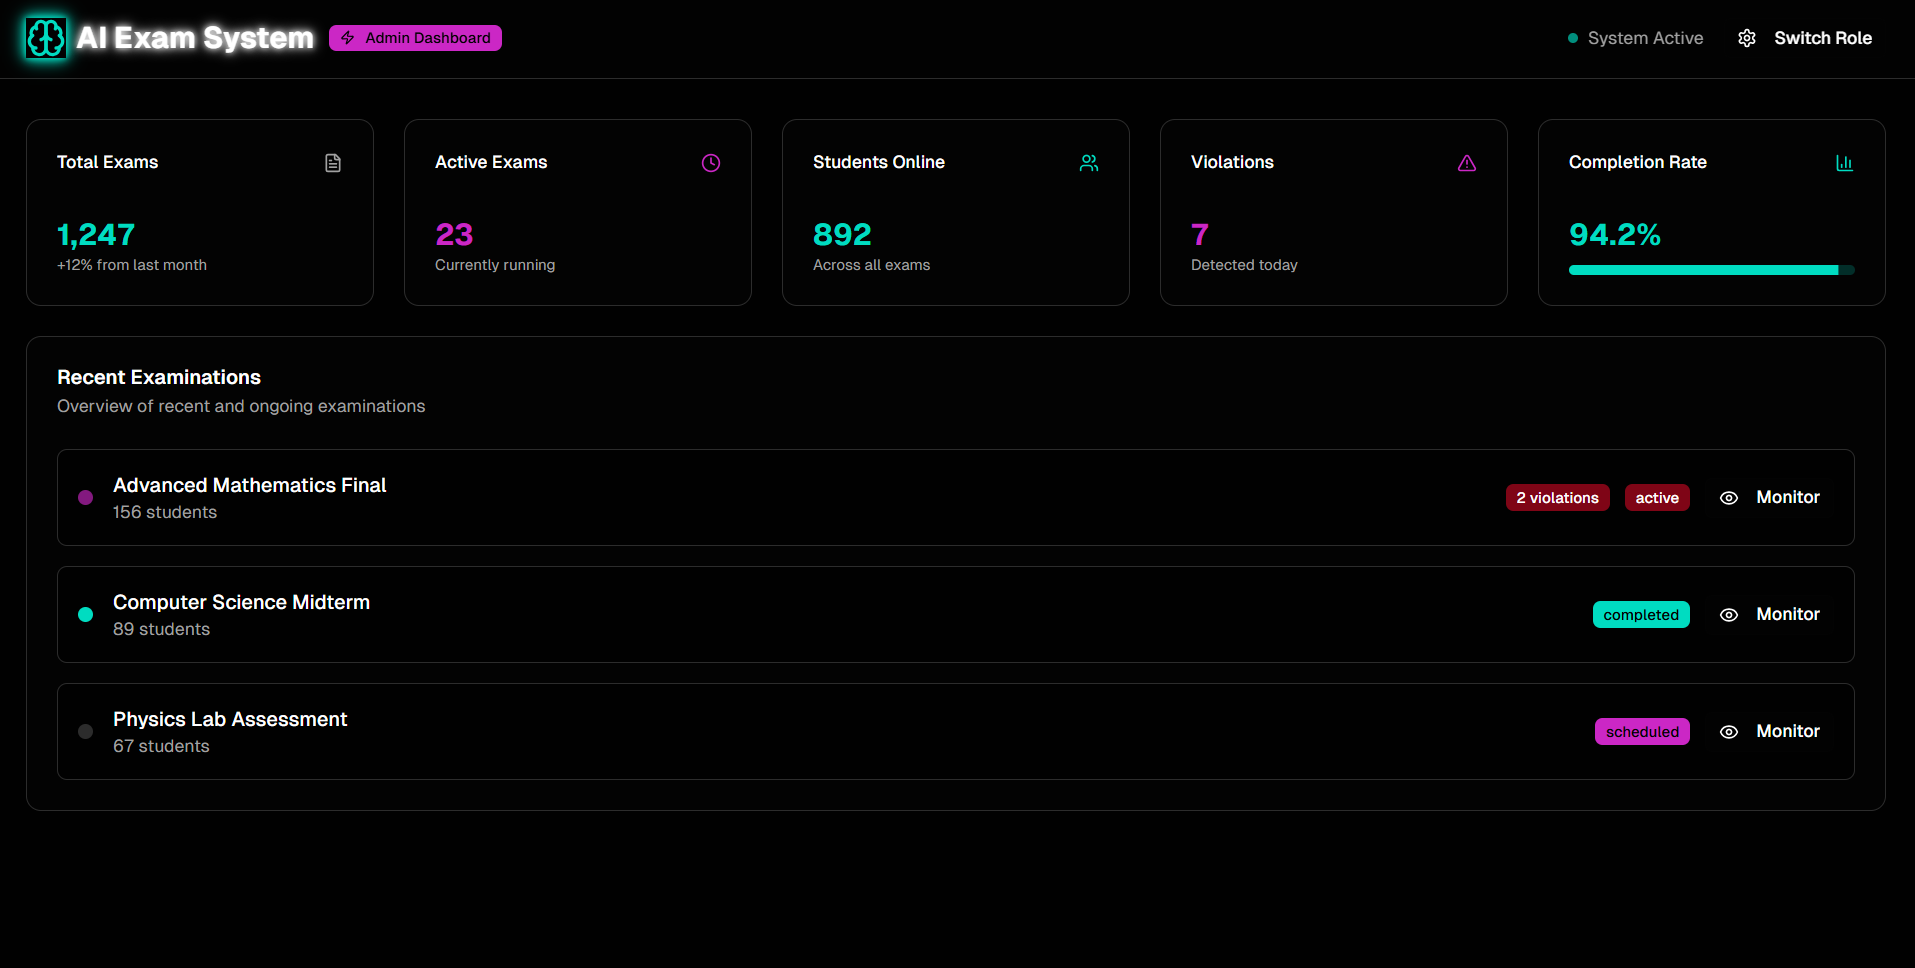 AI Exam System
Admin Dashboard
System Active
Switch Role
Total Exams
1,247
+12% from last month
Active Exams
23
Currently running
Students Online
892
Across all exams
Violations
7
Detected today
Completion Rate
94.2%
Recent Examinations
Overview of recent and ongoing examinations
Advanced Mathematics Final
156 students
2 violations
active
Monitor
Computer Science Midterm
89 students
completed
Monitor
Physics Lab Assessment
67 students
scheduled
Monitor